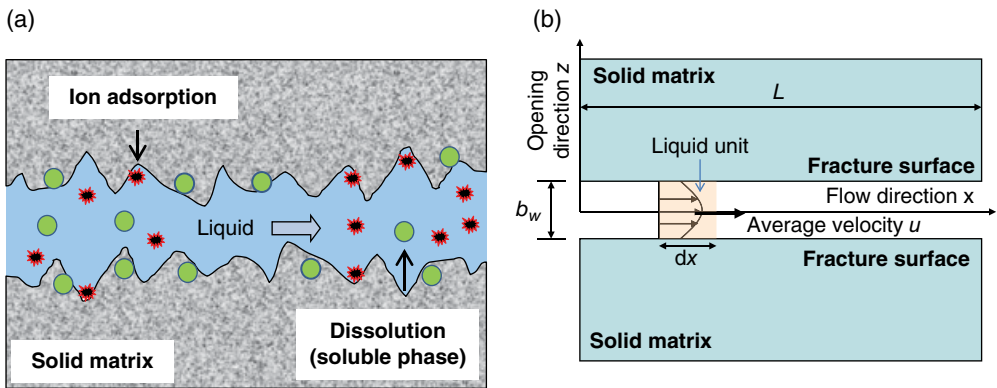 (a)
Ion adsorption
Liquid
Dissolution
(soluble phase)
Solid matrix
(b)
Opening
direction z
Solid matrix
L
Liquid unit
Fracture surface
Flow direction x
b_w
Average velocity u
dx
Fracture surface
Solid matrix